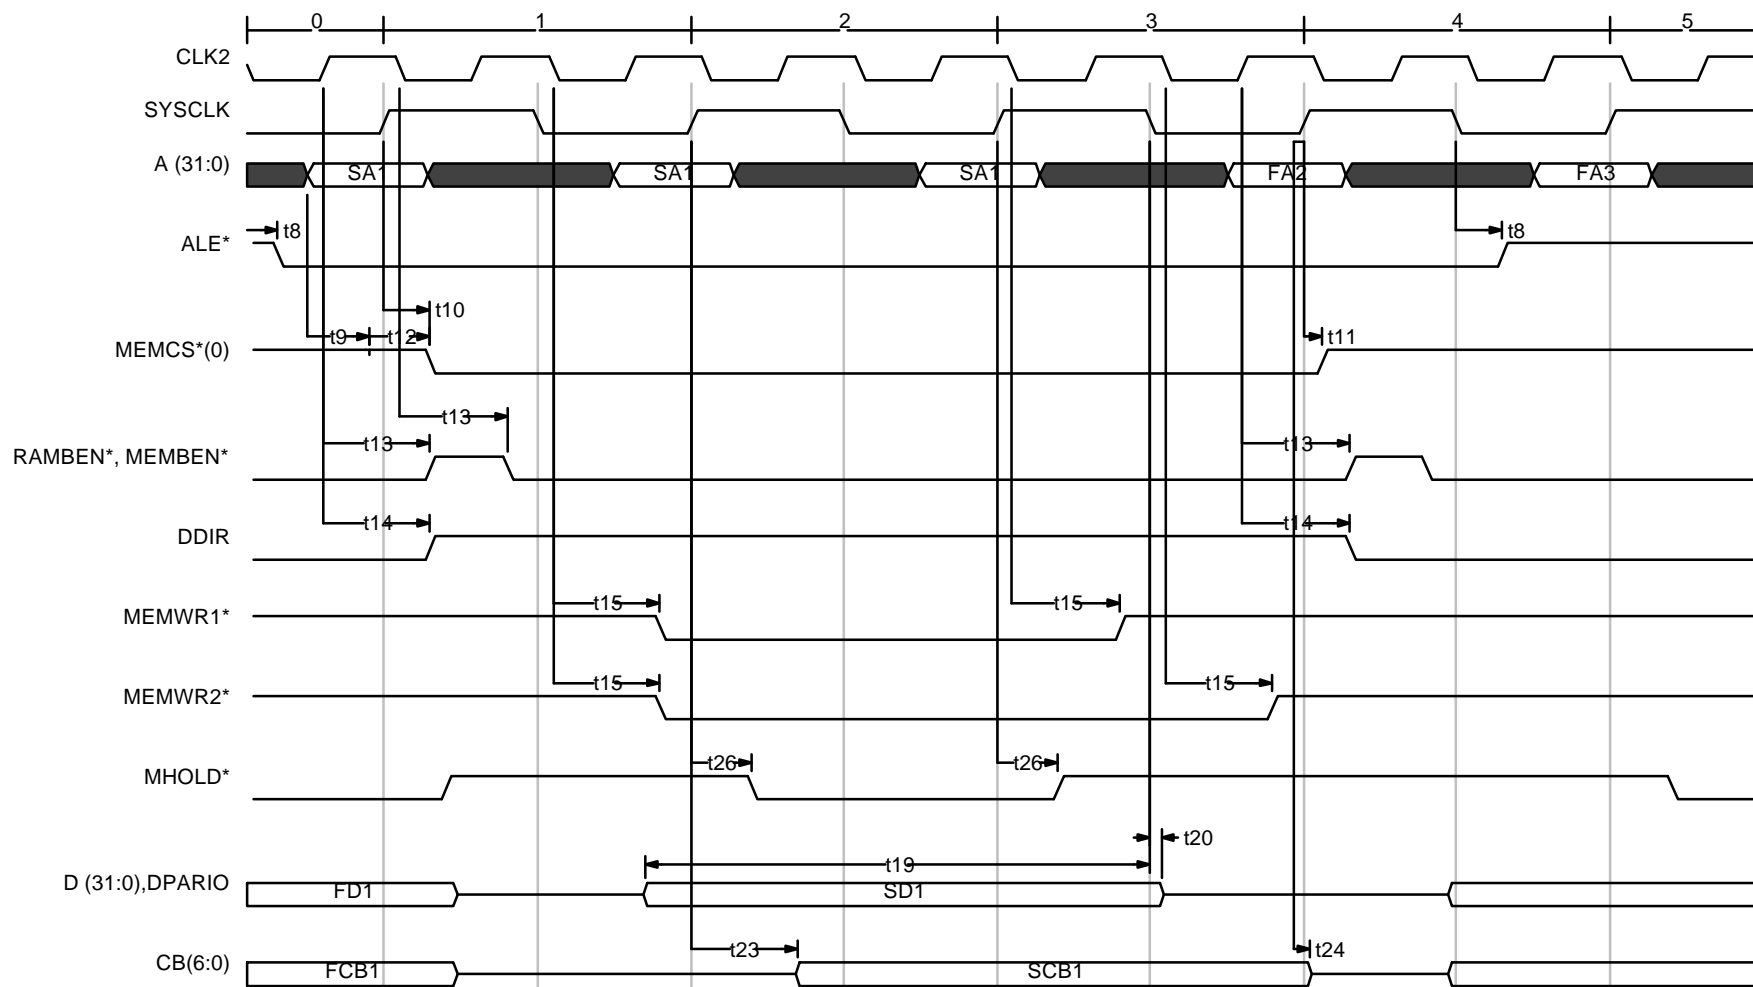 0 1 2 3 4 5
CLK2
SYSCLK
A (31:0) SA1 SA1 SA1 FA2 FA3
ALE* t8 t8
t10
MEMCS*(0) t9 t12 t11
t13
RAMBEN*, MEMBEN* t13 t13
DDIR t14 t14
MEMWR1* t15 t15
MEMWR2* t15 t15
MHOLD* t26 t26
t20
t19
D (31:0),DPARIO FD1 SD1
t23 t24
CB(6:0) FCB1 SCB1